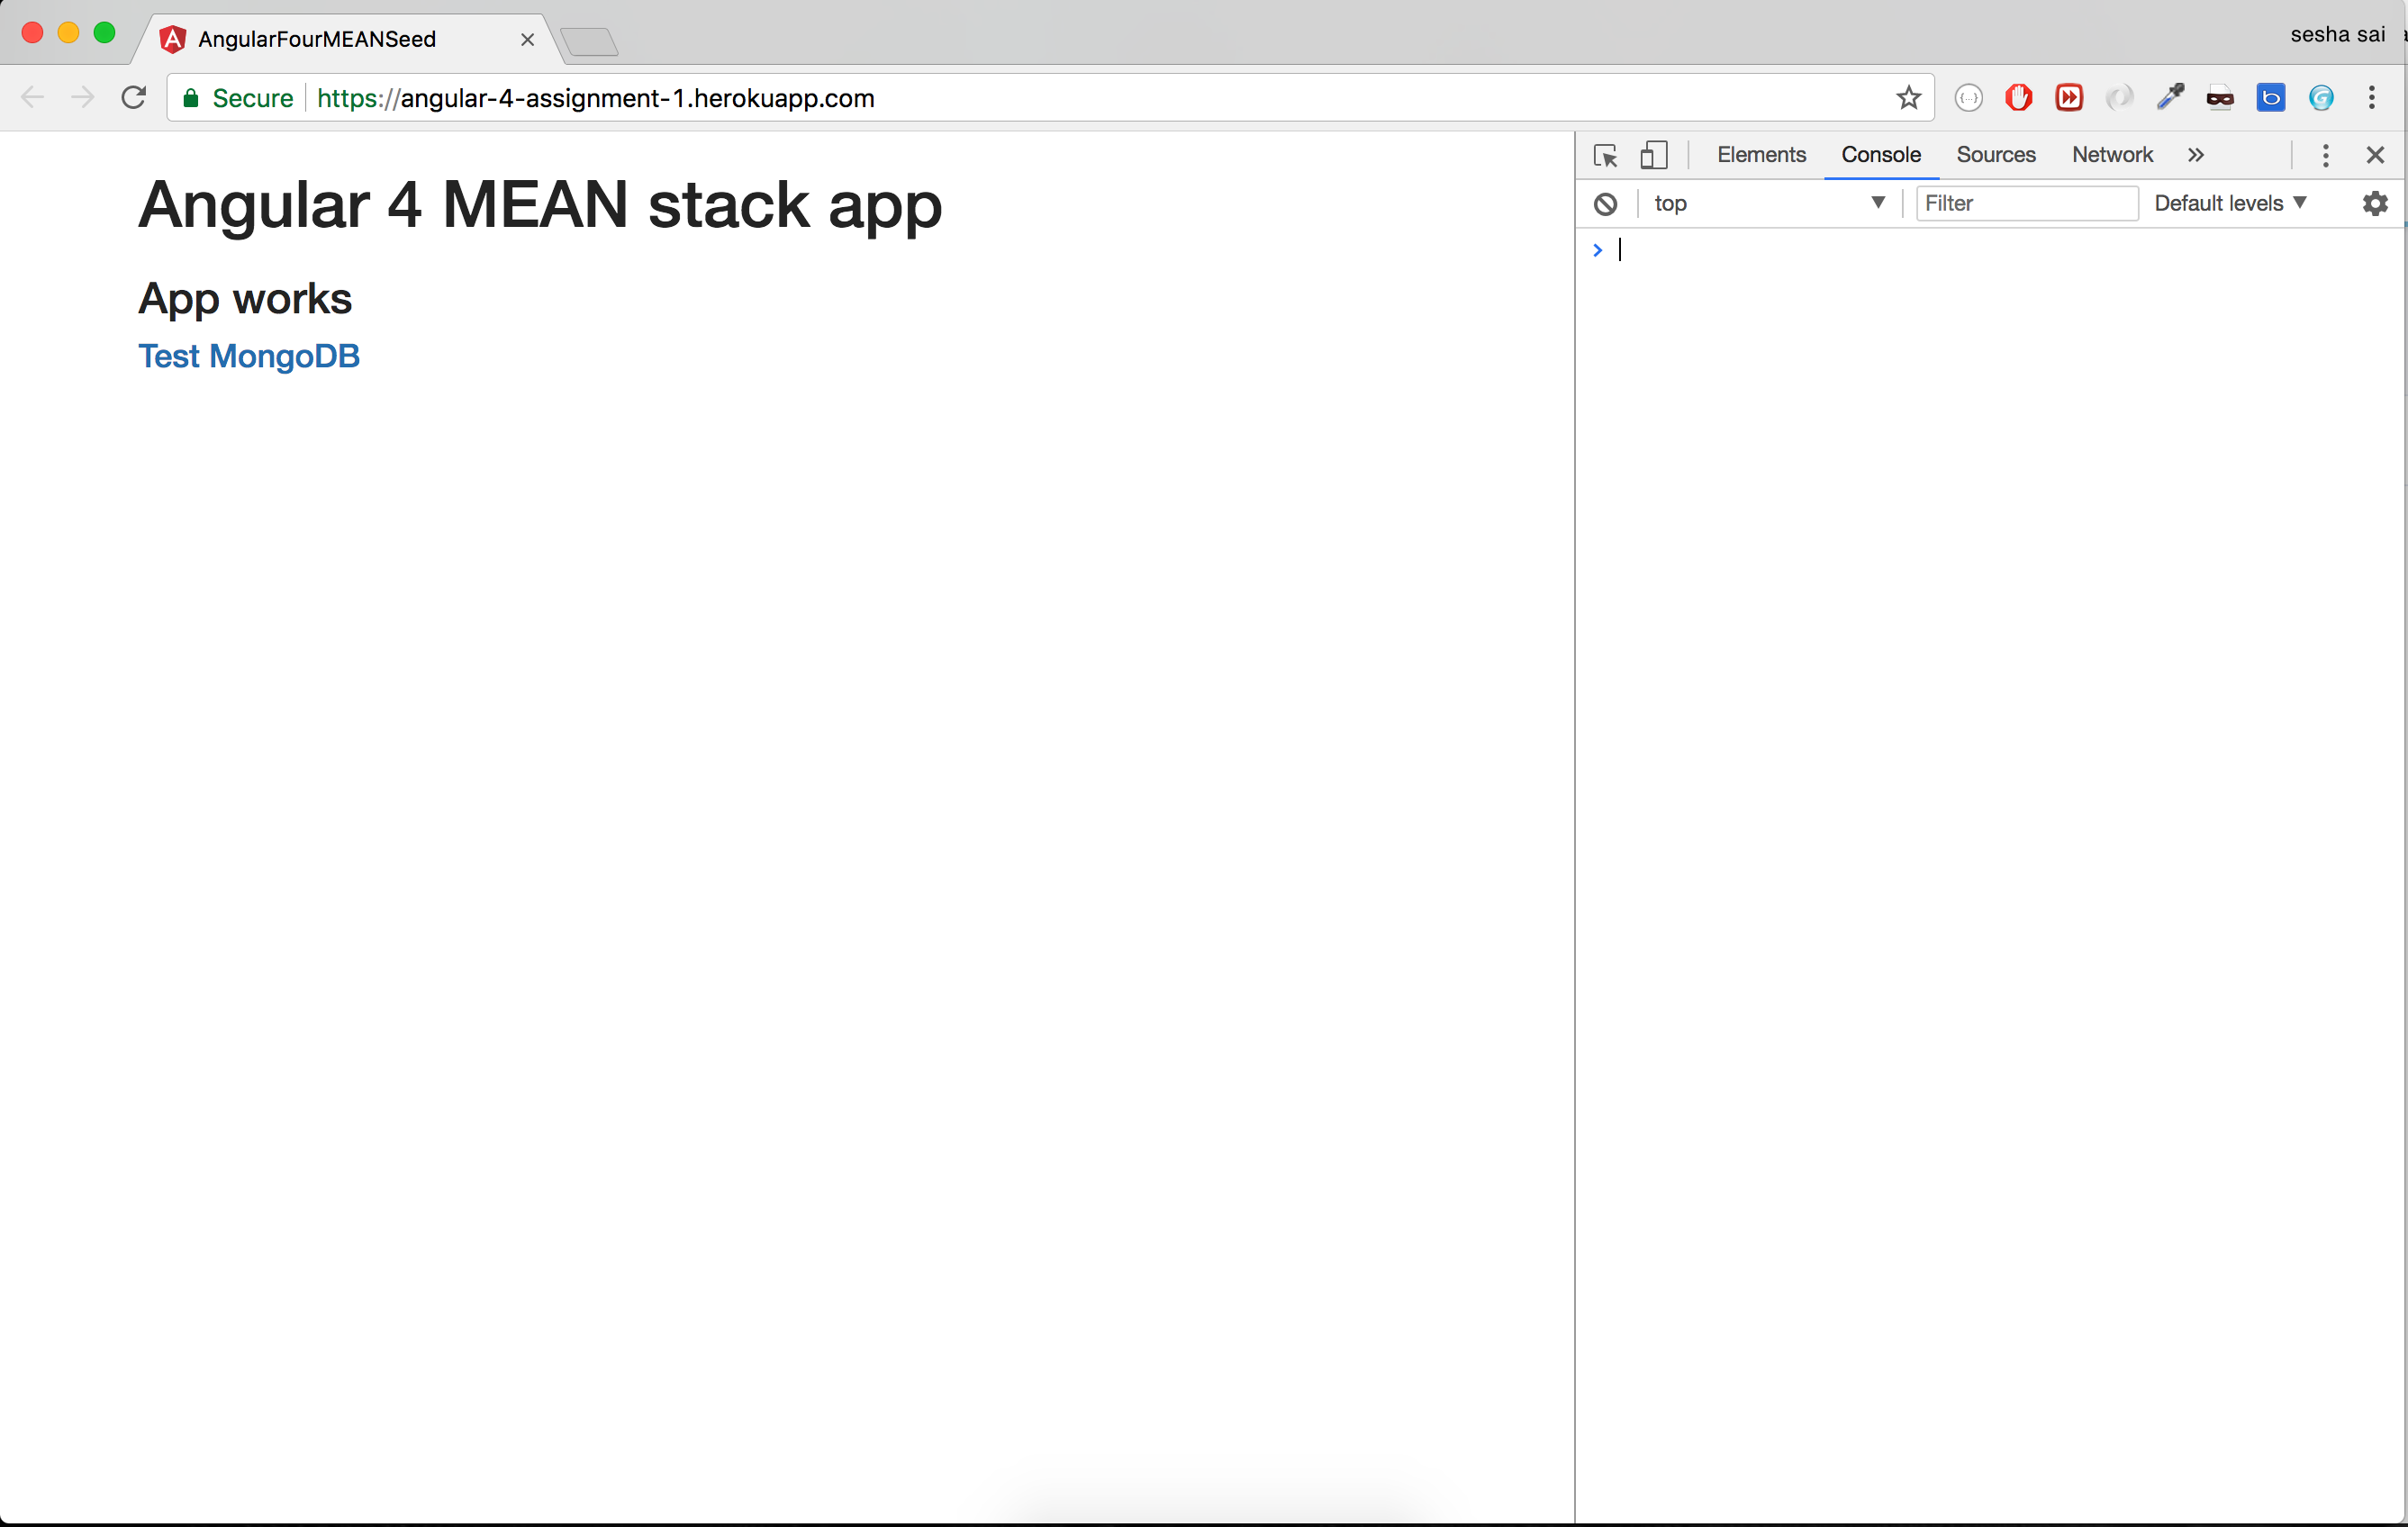 AngularFourMEANSeed
sesha sai
Secure
https://angular-4-assignment-1.herokuapp.com
Angular 4 MEAN stack app
App works
Test MongoDB
Elements Console Sources Network
top Filter Default levels